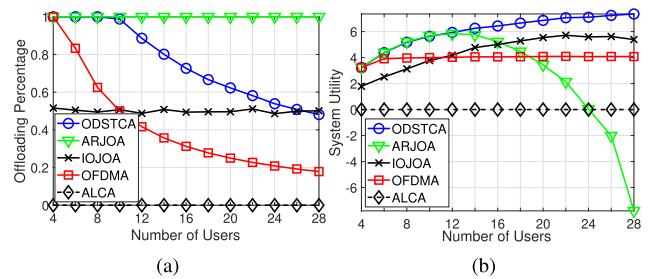 Offloading Percentage
1
0.8
0.6
0.4
0.2
0
ODSTCA
ARJOA
IOJOA
OFDMA
ALCA
4 8 12 16 20 24 28
Number of Users
(a)
System Utility
6
4
2
0
-2
-4
-6
ODSTCA
ARJOA
IOJOA
OFDMA
ALCA
4 8 12 16 20 24 28
Number of Users
(b)